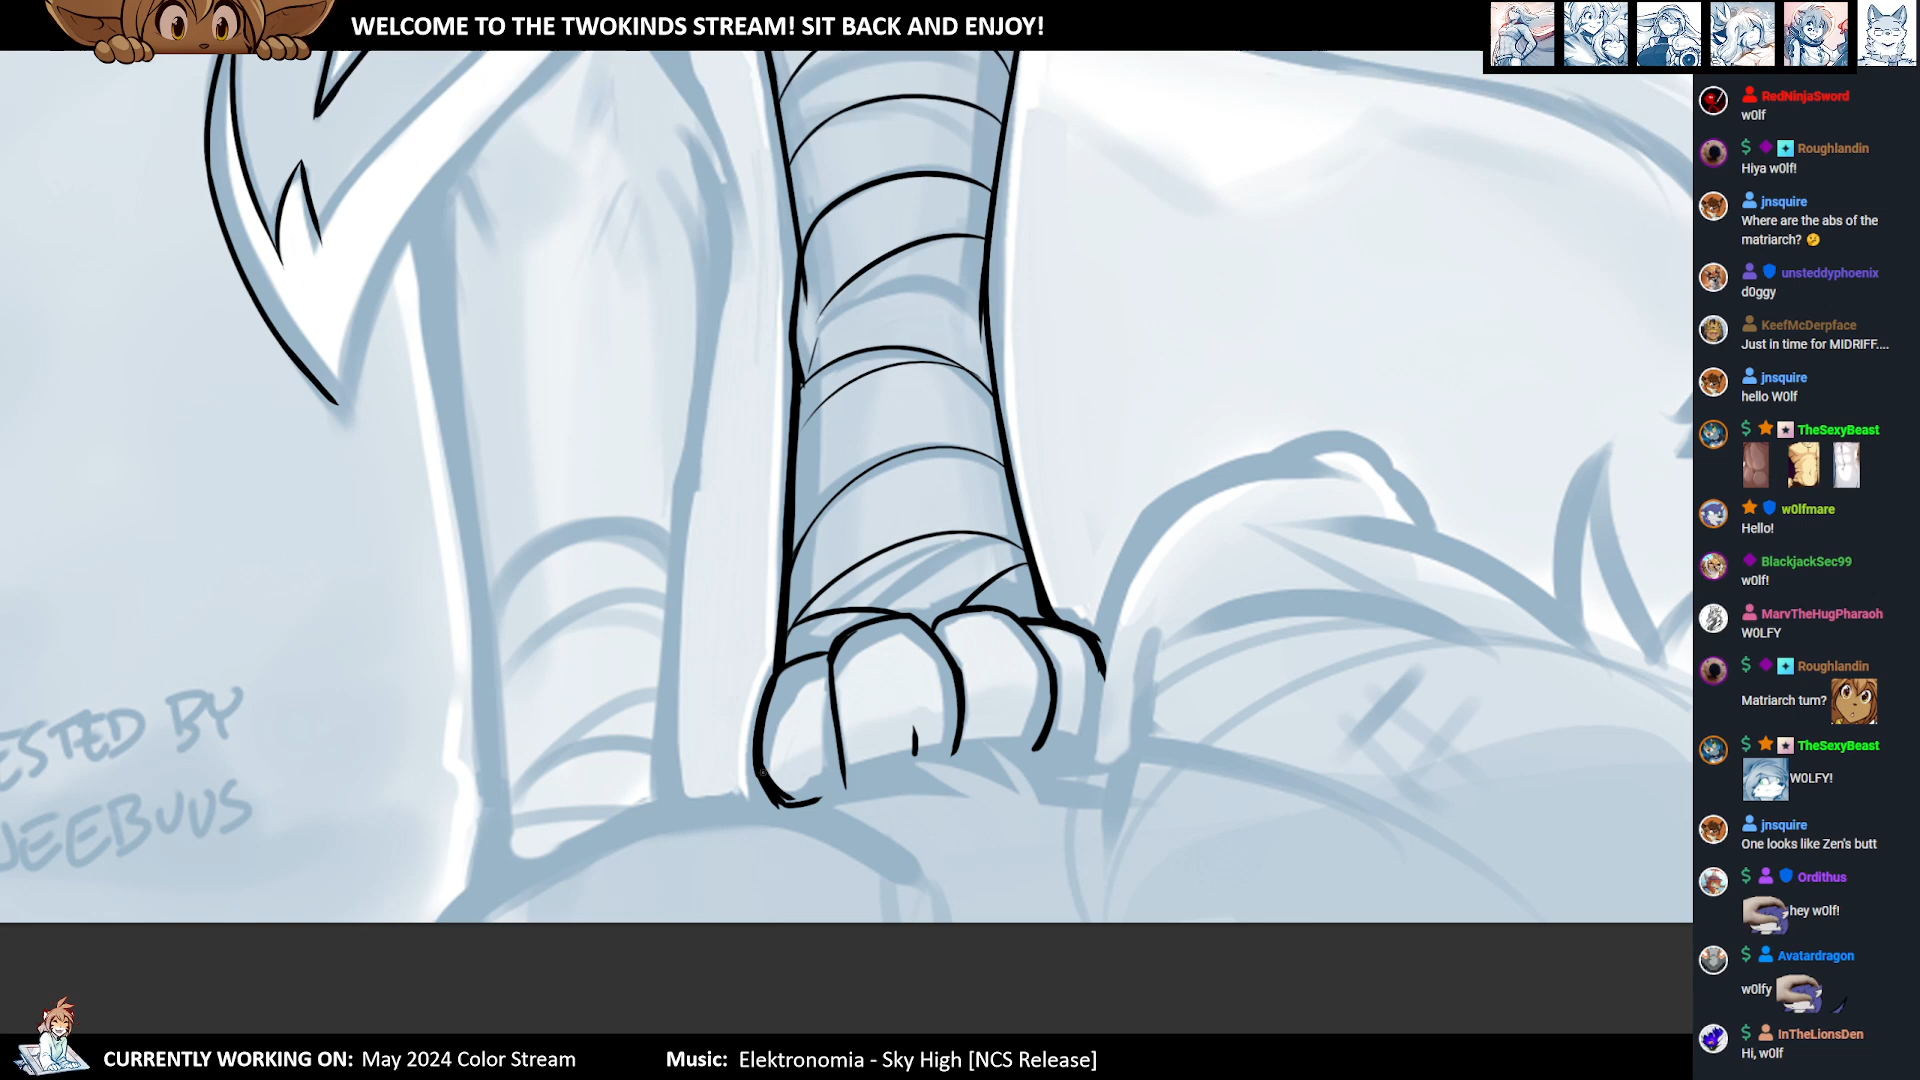 WELCOME TO THE TWOKINDS STREAM! SIT BACK AND ENJOY!
RedNinjaSword
w0lf
Roughlandin
Hiya w0lf!
jnsquire
Where are the abs of the
matriarch? 🤔
unsteddyphoenix
d0ggy
KeefMcDerpface
Just in time for MIDRIFF....
jnsquire
hello W0lf
TheSexyBeast
w0lfmare
Hello!
BlackjackSec99
w0lf!
MarvTheHugPharaoh
W0LFY
Roughlandin
Matriarch tum?
TheSexyBeast
W0LFY!
jnsquire
One looks like Zen's butt
Ordithus
hey w0lf!
Avatardragon
w0lfy
InTheLionsDen
Hi, w0lf
ESTED BY
JEEBUUS
CURRENTLY WORKING ON: May 2024 Color Stream
Music: Elektronomia - Sky High [NCS Release]